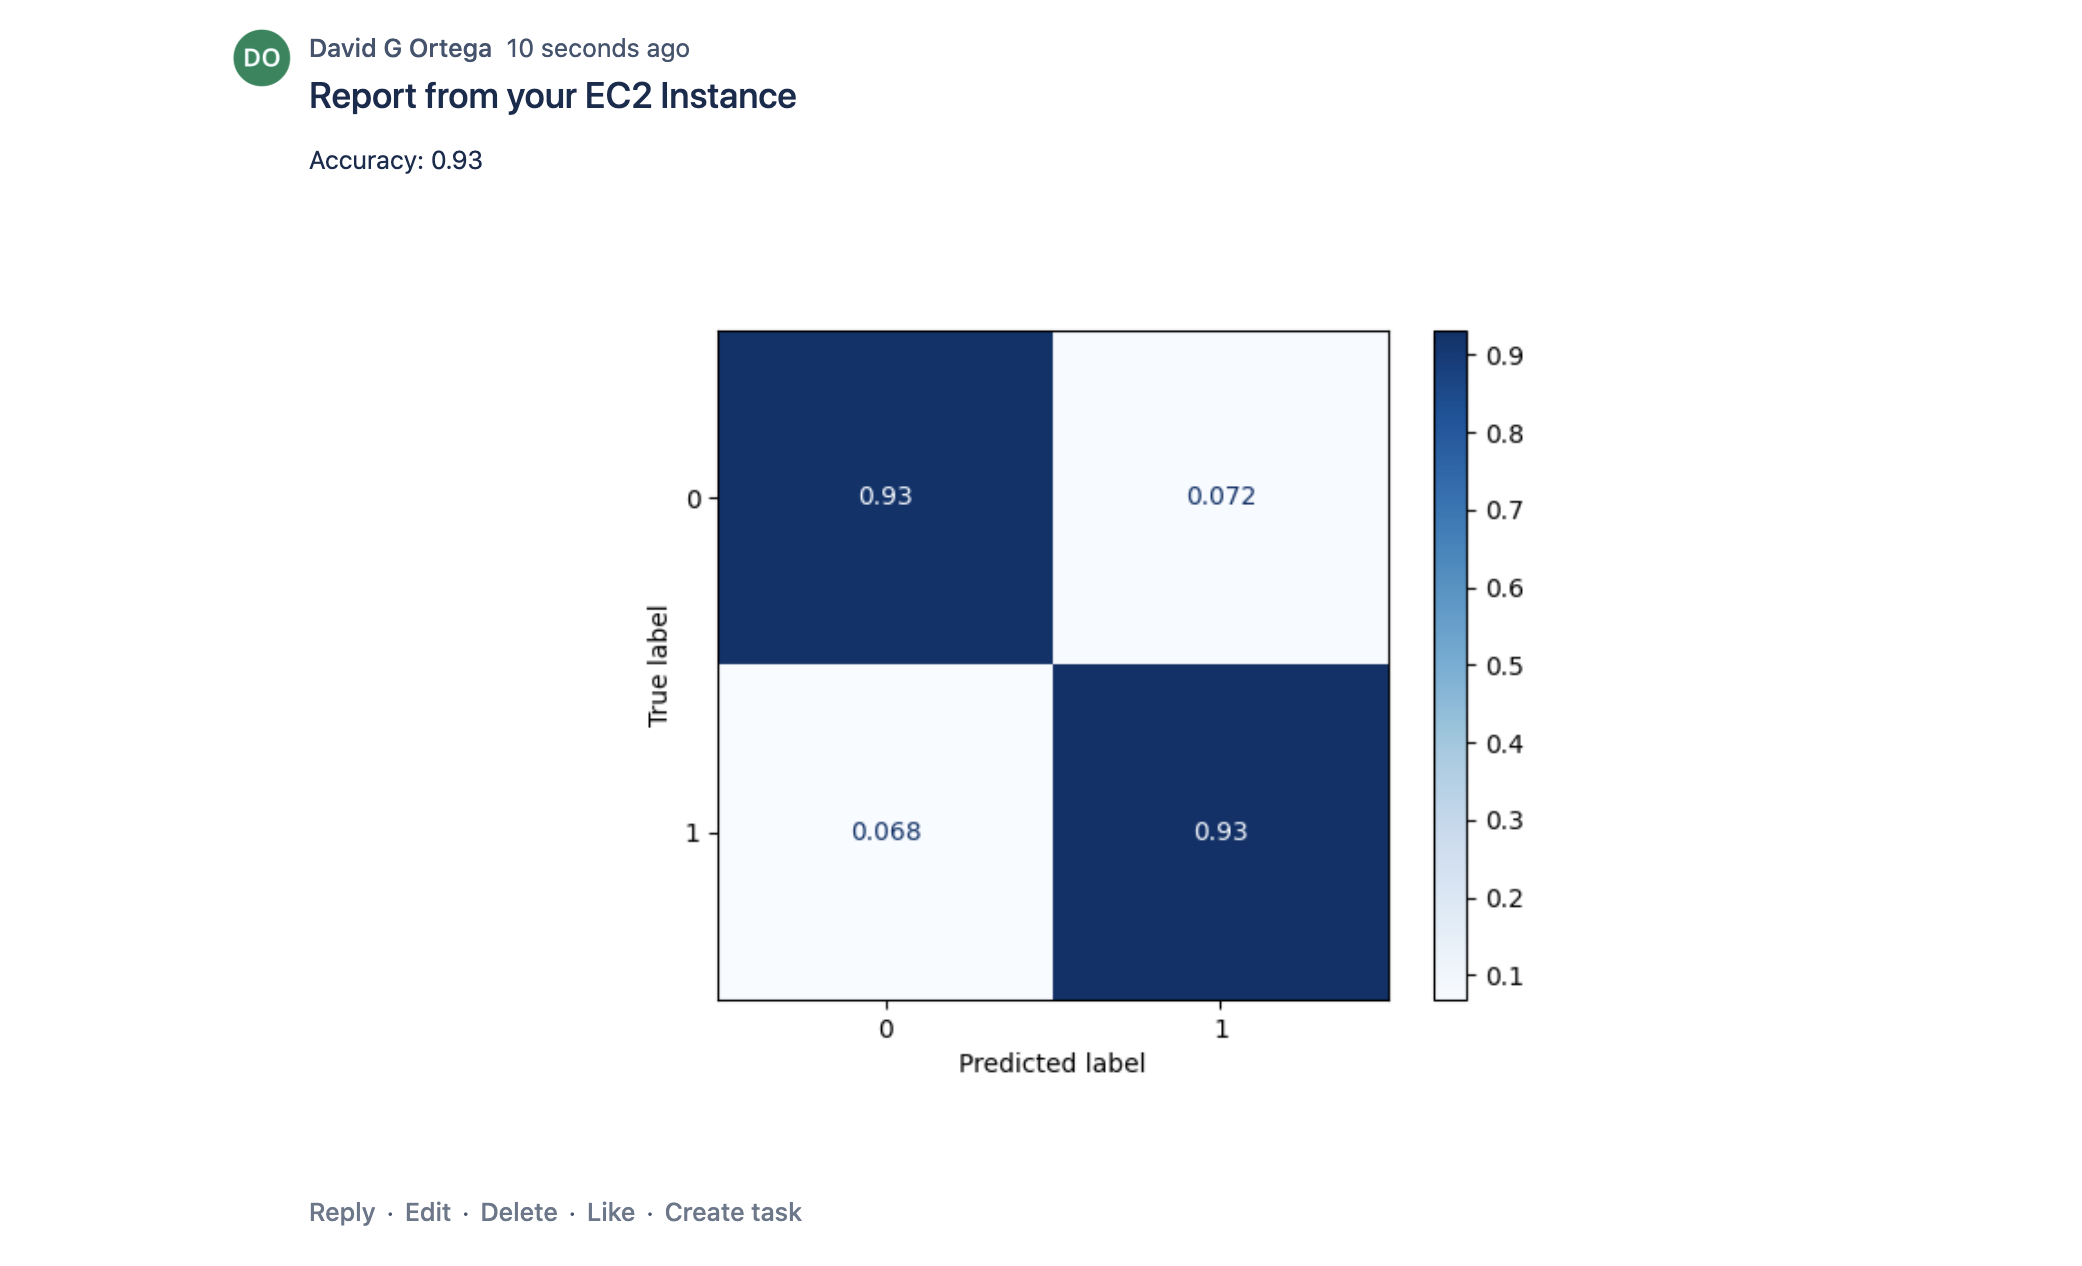 DO
David G Ortega 10 seconds ago
Report from your EC2 Instance
Accuracy: 0.93
0.9
0.8
0.7
0.6
0.5
0.4
0.3
0.2
0.1
True label
0
0.93
0.072
1
0.068
0.93
0
1
Predicted label
Reply · Edit · Delete · Like · Create task